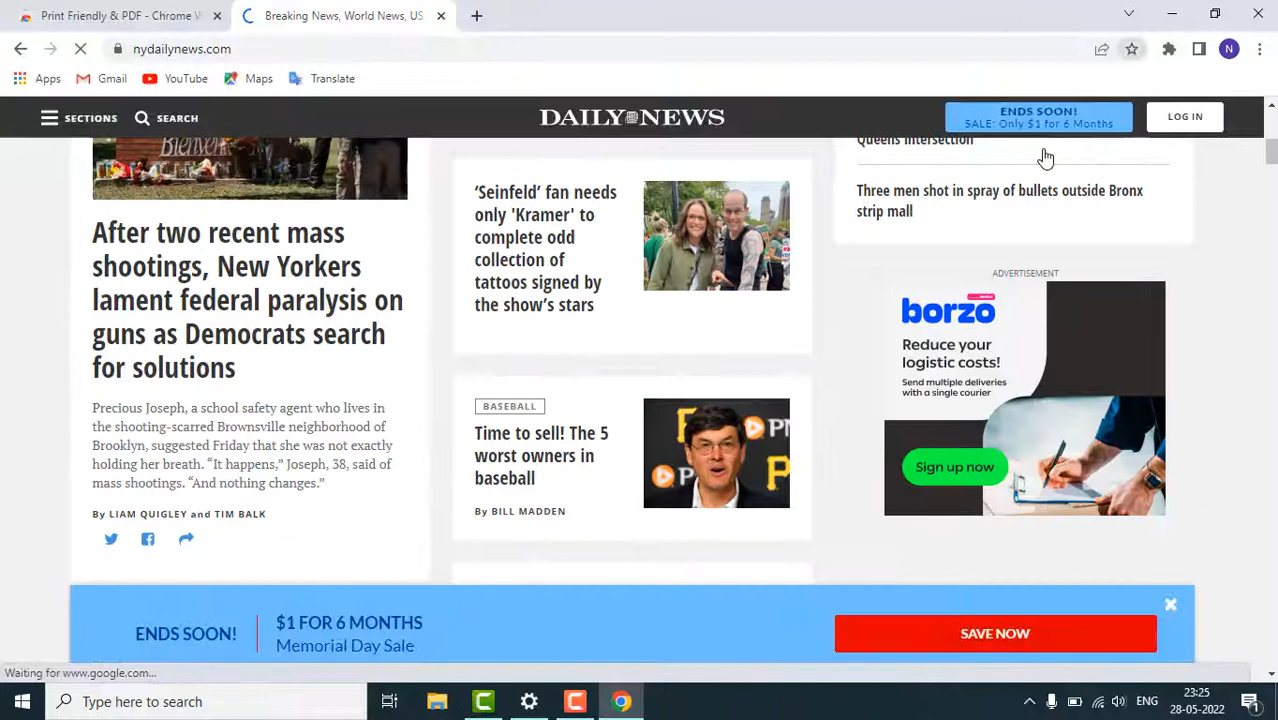 Print Friendly & PDF - Chrome W
Breaking News, World News, US
nydailynews.com
N
Apps
Gmail
YouTube
Maps
Translate
SECTIONS
SEARCH
DAILY NEWS
ENDS SOON!
SALE: Only $1 for 6 Months
LOG IN
Bienven
After two recent mass
shootings, New Yorkers
lament federal paralysis on
guns as Democrats search
for solutions
Precious Joseph, a school safety agent who lives in
the shooting-scarred Brownsville neighborhood of
Brooklyn, suggested Friday that she was not exactly
holding her breath. “It happens,” Joseph, 38, said of
mass shootings. “And nothing changes.”
By LIAM QUIGLEY and TIM BALK
‘Seinfeld’ fan needs
only 'Kramer' to
complete odd
collection of
tattoos signed by
the show’s stars
BASEBALL
Time to sell! The 5
worst owners in
baseball
By BILL MADDEN
Queens intersection
Three men shot in spray of bullets outside Bronx
strip mall
ADVERTISEMENT
borzo
Reduce your
logistic costs!
Send multiple deliveries
with a single courier
Sign up now
ENDS SOON!
$1 FOR 6 MONTHS
Memorial Day Sale
SAVE NOW
Waiting for www.google.com...
Type here to search
ENG
23:25
28-05-2022
1